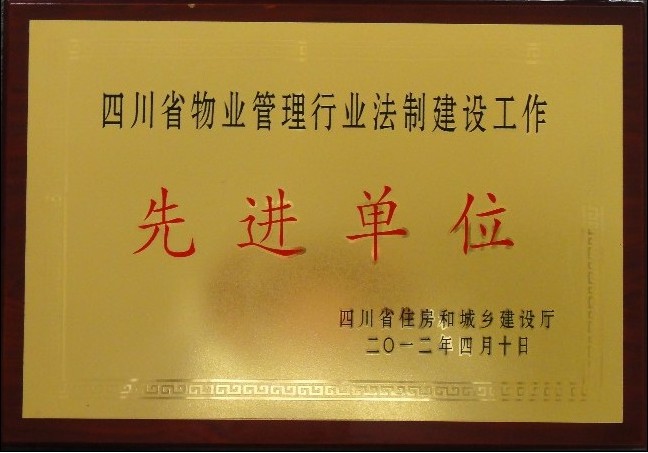 四川省物业管理行业法制建设工作
先进单位
四川省住房和城乡建设厅
二〇一二年四月十日